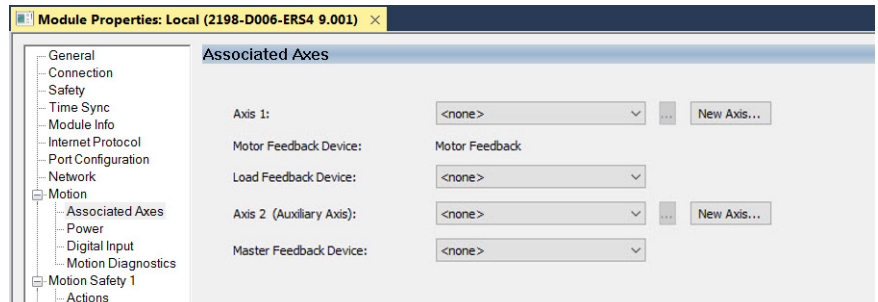 Module Properties: Local (2198-D006-ERS4 9.001) ×
General
Connection
Safety
Time Sync
Module Info
Internet Protocol
Port Configuration
Network
Motion
Associated Axes
Power
Digital Input
Motion Diagnostics
Motion Safety 1
Actions
Associated Axes
Axis 1: <none> ... New Axis...
Motor Feedback Device: Motor Feedback
Load Feedback Device: <none>
Axis 2 (Auxiliary Axis): <none> ... New Axis...
Master Feedback Device: <none>